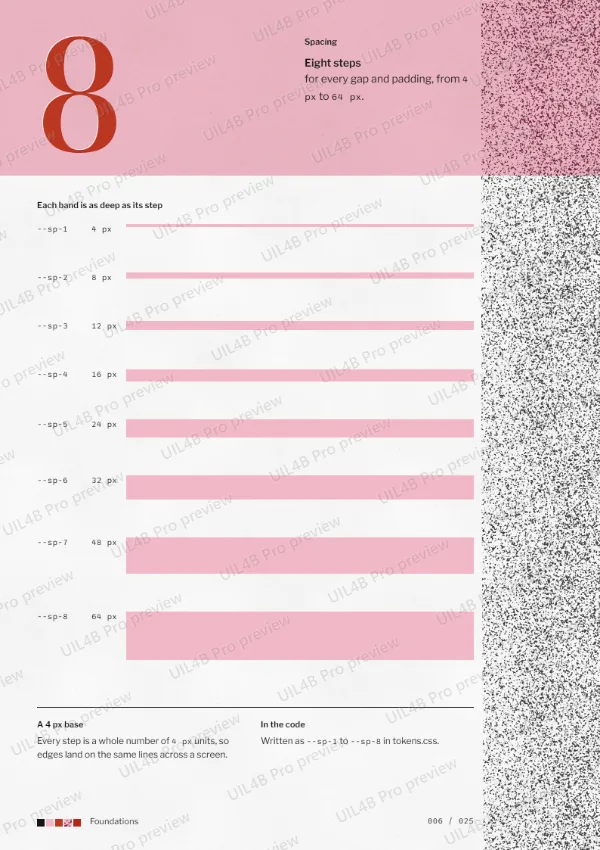 8
Spacing
Eight steps
for every gap and padding, from 4
px to 64 px.
Each band is as deep as its step
--sp-1 4 px
--sp-2 8 px
--sp-3 12 px
--sp-4 16 px
--sp-5 24 px
--sp-6 32 px
--sp-7 48 px
--sp-8 64 px
A 4 px base
Every step is a whole number of 4 px units, so
edges land on the same lines across a screen.
In the code
Written as --sp-1 to --sp-8 in tokens.css.
Foundations
006 / 025
UIL4B Pro preview